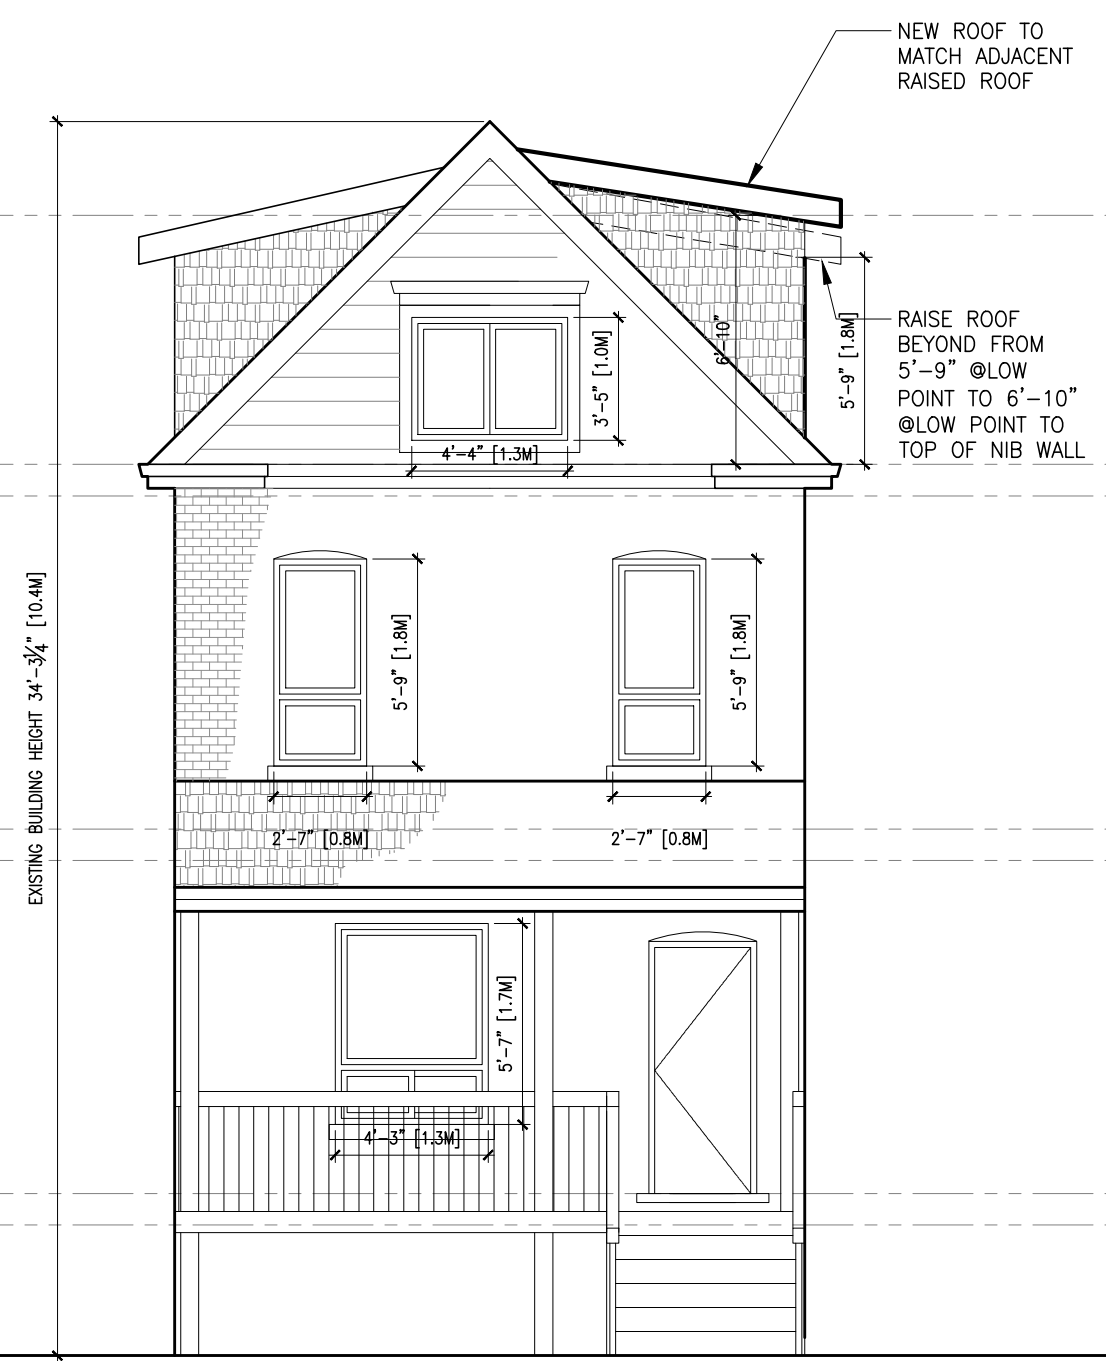 NEW ROOF TO
MATCH ADJACENT
RAISED ROOF
6'-10"
5'-9" [1.8M]
RAISE ROOF
BEYOND FROM
5'-9" @LOW
POINT TO 6'-10"
@LOW POINT TO
TOP OF NIB WALL
3'-5" [1.0M]
4'-4" [1.3M]
EXISTING BUILDING HEIGHT 34'-3¼" [10.4M]
5'-9" [1.8M]
5'-9" [1.8M]
2'-7" [0.8M]
2'-7" [0.8M]
5'-7" [1.7M]
4'-3" [1.3M]